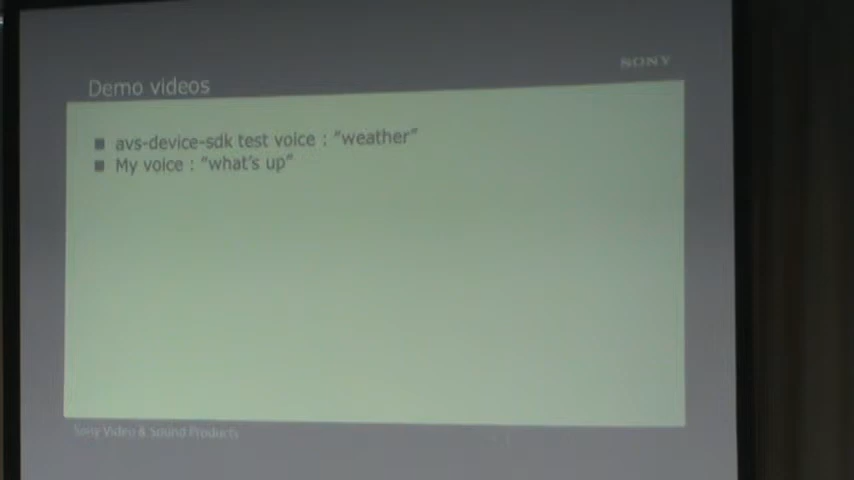 SONY
Demo videos
■ avs-device-sdk test voice : “weather”
■ My voice : “what’s up”
Sony Video & Sound Products